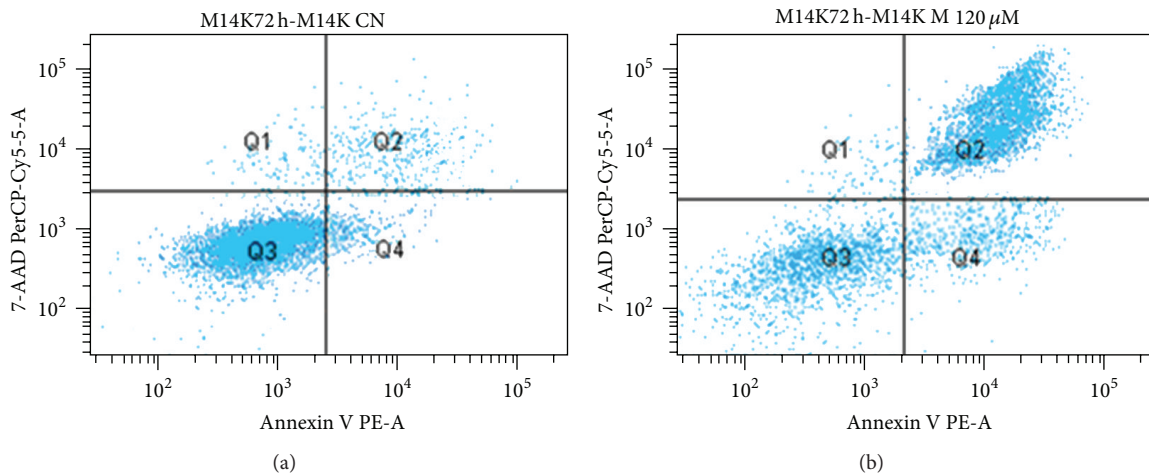 M14K72 h-M14K CN
7-AAD PerCP-Cy5-5-A
10⁵
10⁴
10³
10²
Q1
Q2
Q3
Q4
10²
10³
10⁴
10⁵
Annexin V PE-A
(a)
M14K72 h-M14K M 120 μM
7-AAD PerCP-Cy5-5-A
10⁵
10⁴
10³
10²
Q1
Q2
Q3
Q4
10²
10³
10⁴
10⁵
Annexin V PE-A
(b)